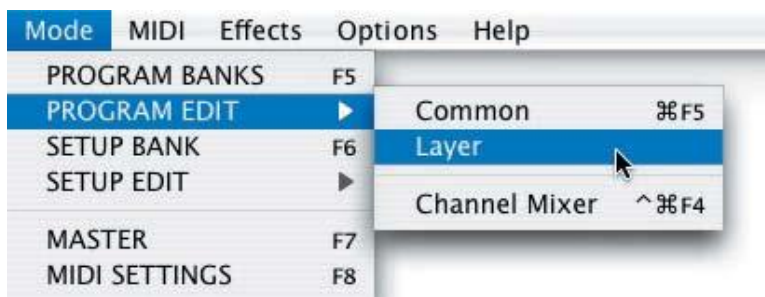 Mode MIDI Effects Options Help
PROGRAM BANKS F5
PROGRAM EDIT
SETUP BANK F6
SETUP EDIT
MASTER F7
MIDI SETTINGS F8
Common ⌘F5
Layer
Channel Mixer ^⌘F4